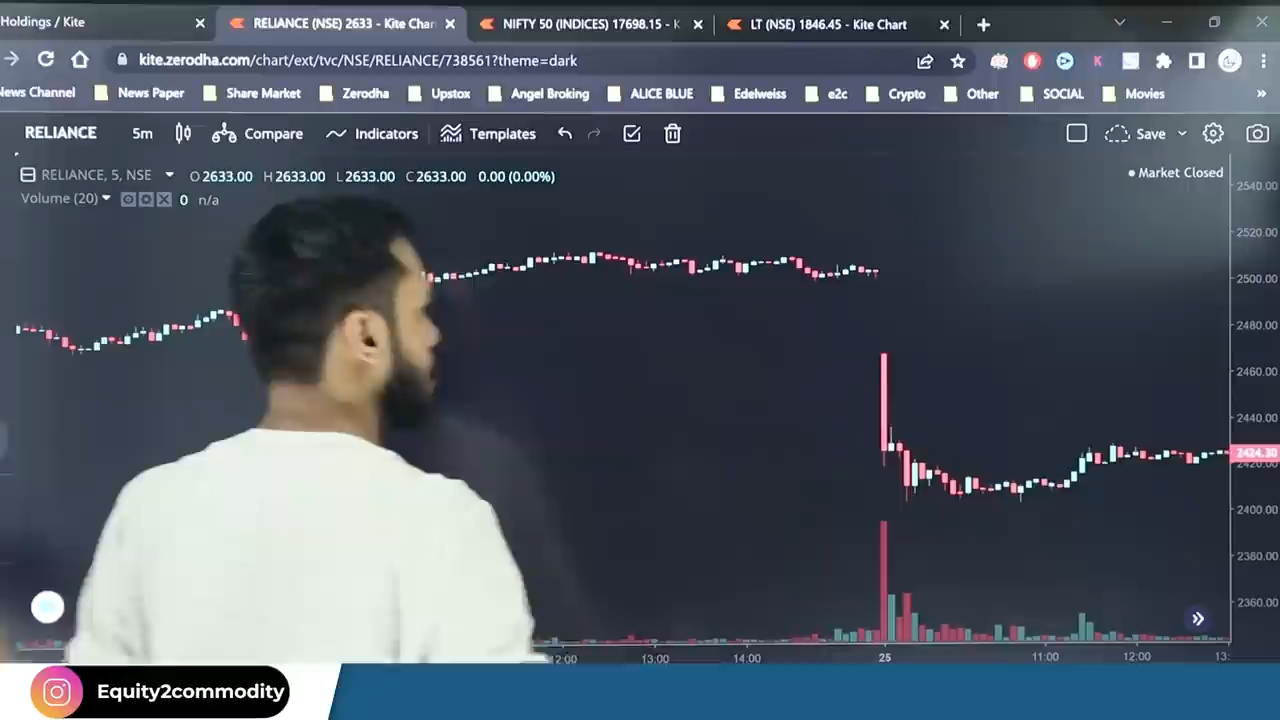 Holdings / Kite
RELIANCE (NSE) 2633 - Kite Char
NIFTY 50 (INDICES) 17698.15 - K
LT (NSE) 1846.45 - Kite Chart
kite.zerodha.com/chart/ext/tvc/NSE/RELIANCE/738561?theme=dark
News Channel
News Paper
Share Market
Zerodha
Upstox
Angel Broking
ALICE BLUE
Edelweiss
e2c
Crypto
Other
SOCIAL
Movies
RELIANCE 5m Compare Indicators Templates Save
RELIANCE, 5, NSE O2633.00 H2633.00 L2633.00 C2633.00 0.00 (0.00%)
Market Closed
Volume (20) 0 n/a
2540.00
2520.00
2500.00
2480.00
2460.00
2440.00
2424.30
2420.00
2400.00
2380.00
2360.00
12:00 13:00 14:00 25 11:00 12:00 13:
Equity2commodity